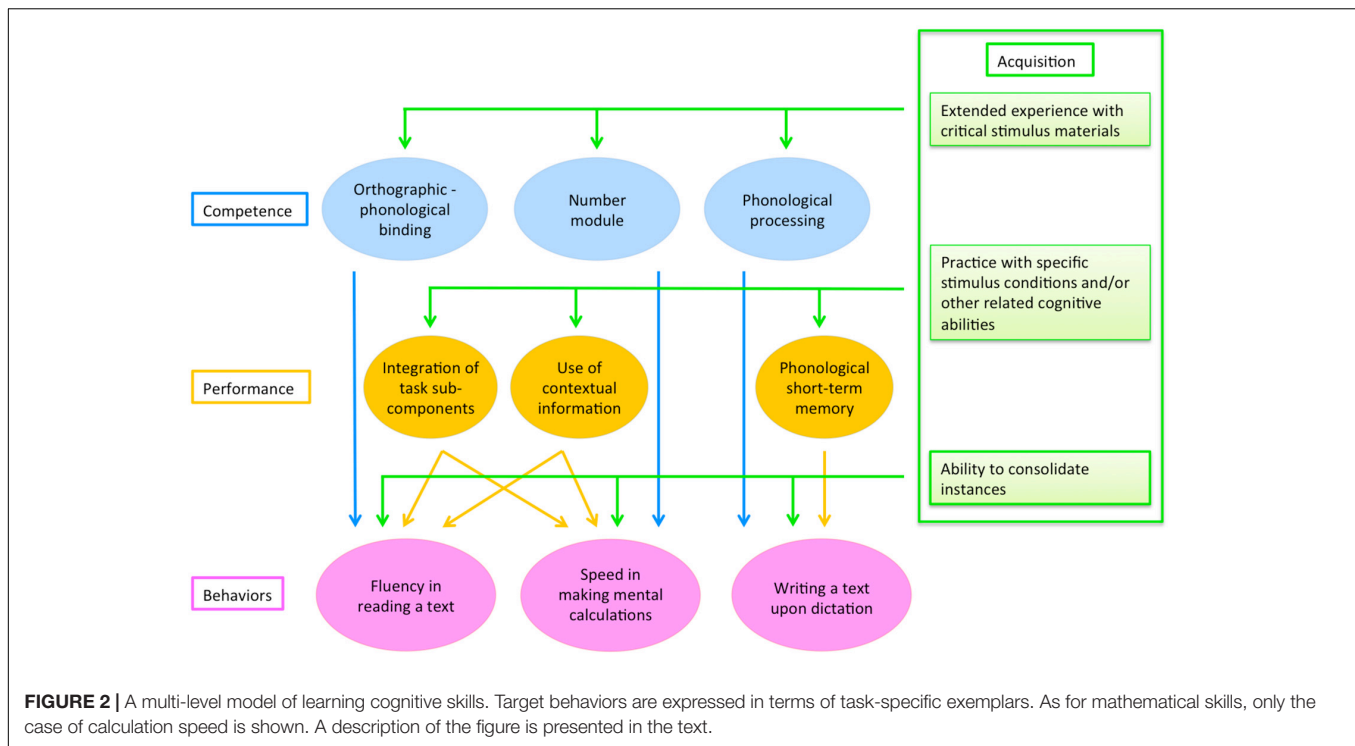 Acquisition
Extended experience with
critical stimulus materials
Competence
Orthographic -
phonological
binding
Number
module
Phonological
processing
Practice with specific
stimulus conditions and/or
other related cognitive
abilities
Performance
Integration of
task sub-
components
Use of
contextual
information
Phonological
short-term
memory
Ability to consolidate
instances
Behaviors
Fluency in
reading a text
Speed in
making mental
calculations
Writing a text
upon dictation
FIGURE 2 | A multi-level model of learning cognitive skills. Target behaviors are expressed in terms of task-specific exemplars. As for mathematical skills, only the
case of calculation speed is shown. A description of the figure is presented in the text.